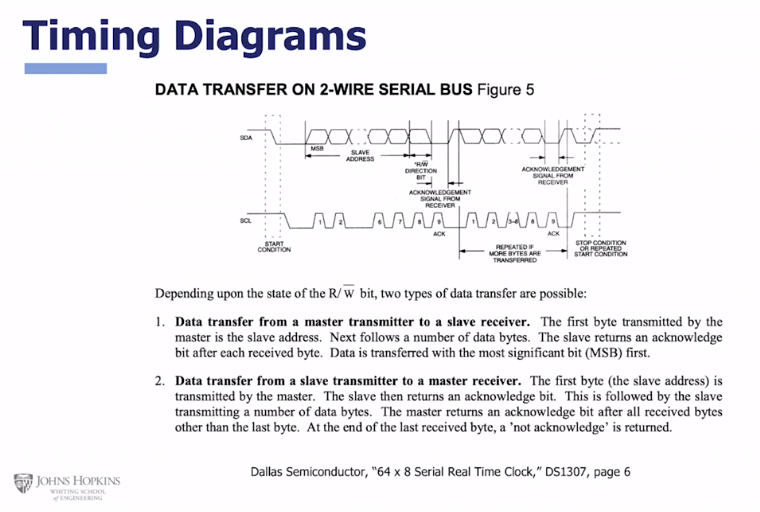 Timing Diagrams
DATA TRANSFER ON 2-WIRE SERIAL BUS Figure 5
SDA
MSB
SLAVE
ADDRESS
*R/W̅
DIRECTION
BIT
ACKNOWLEDGEMENT
SIGNAL FROM
RECEIVER
ACKNOWLEDGEMENT
SIGNAL FROM
RECEIVER
SCL
1 2 6 7 8 9 1 2 3–8 8 9
ACK
ACK
START
CONDITION
REPEATED IF
MORE BYTES ARE
TRANSFERRED
STOP CONDITION
OR REPEATED
START CONDITION
Depending upon the state of the R/W̅ bit, two types of data transfer are possible:
1. Data transfer from a master transmitter to a slave receiver. The first byte transmitted by the
master is the slave address. Next follows a number of data bytes. The slave returns an acknowledge
bit after each received byte. Data is transferred with the most significant bit (MSB) first.
2. Data transfer from a slave transmitter to a master receiver. The first byte (the slave address) is
transmitted by the master. The slave then returns an acknowledge bit. This is followed by the slave
transmitting a number of data bytes. The master returns an acknowledge bit after all received bytes
other than the last byte. At the end of the last received byte, a 'not acknowledge' is returned.
Dallas Semiconductor, "64 x 8 Serial Real Time Clock," DS1307, page 6
JOHNS HOPKINS
WHITING SCHOOL
of ENGINEERING